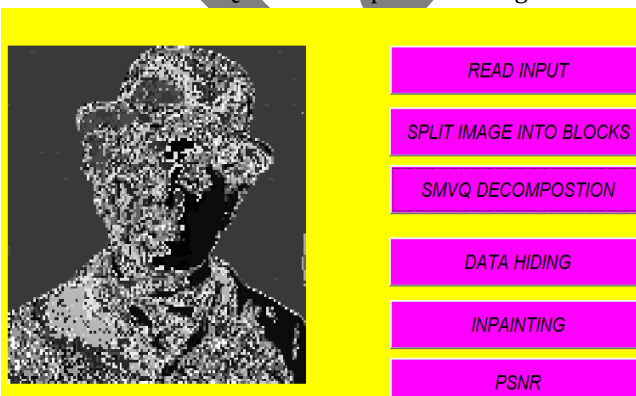 READ INPUT
SPLIT IMAGE INTO BLOCKS
SMVQ DECOMPOSTION
DATA HIDING
INPAINTING
PSNR